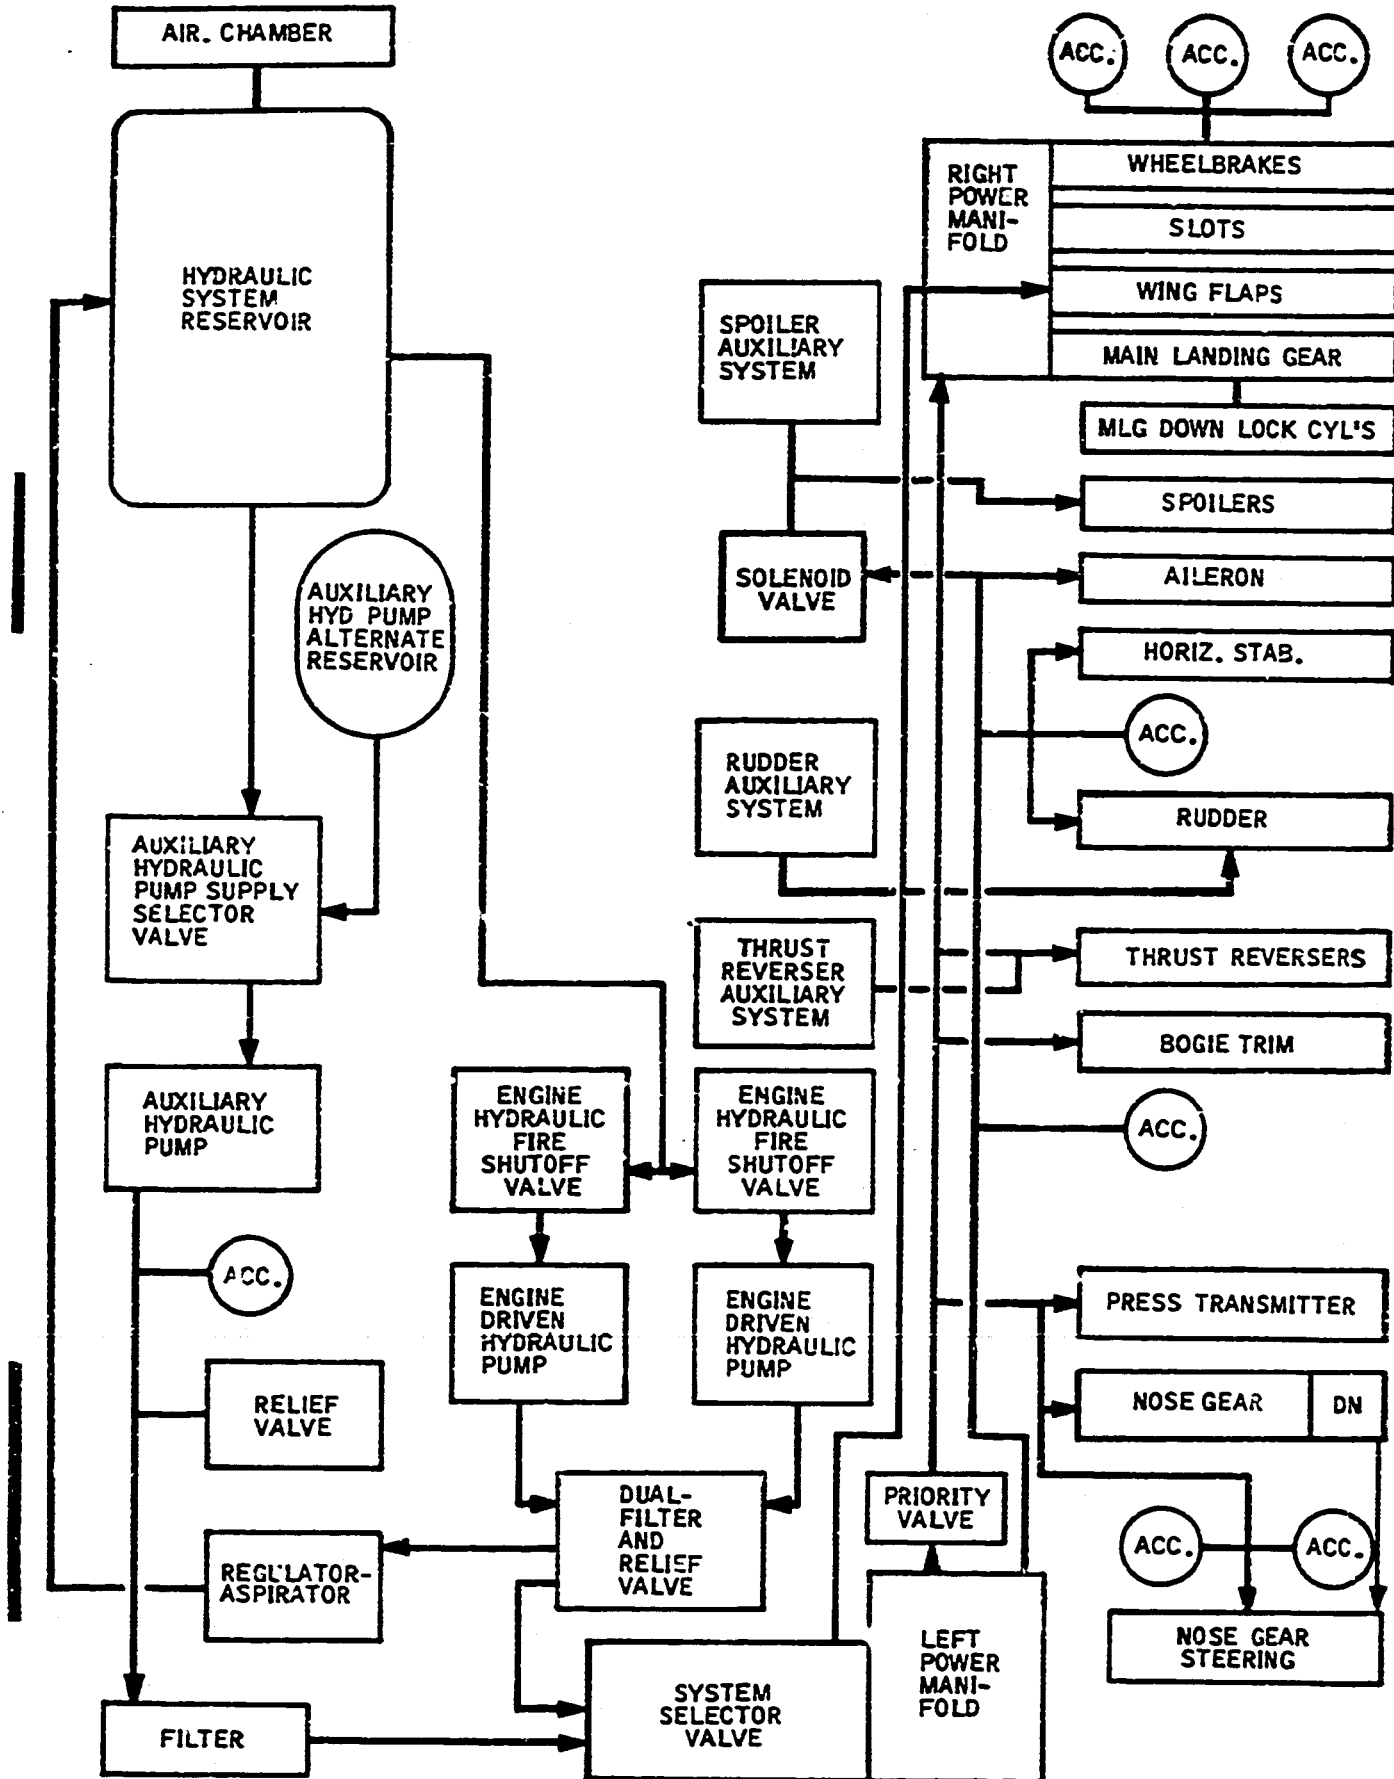 AIR. CHAMBER
ACC.
ACC.
ACC.
HYDRAULIC
SYSTEM
RESERVOIR
RIGHT
POWER
MANI-
FOLD
WHEELBRAKES
SLOTS
WING FLAPS
MAIN LANDING GEAR
MLG DOWN LOCK CYL'S
SPOILER
AUXILIARY
SYSTEM
SPOILERS
SOLENOID
VALVE
AILERON
AUXILIARY
HYD PUMP
ALTERNATE
RESERVOIR
HORIZ. STAB.
ACC.
RUDDER
AUXILIARY
SYSTEM
RUDDER
AUXILIARY
HYDRAULIC
PUMP SUPPLY
SELECTOR
VALVE
THRUST
REVERSER
AUXILIARY
SYSTEM
THRUST REVERSERS
BOGIE TRIM
AUXILIARY
HYDRAULIC
PUMP
ENGINE
HYDRAULIC
FIRE
SHUTOFF
VALVE
ENGINE
HYDRAULIC
FIRE
SHUTOFF
VALVE
ACC.
ACC.
ENGINE
DRIVEN
HYDRAULIC
PUMP
ENGINE
DRIVEN
HYDRAULIC
PUMP
PRESS TRANSMITTER
RELIEF
VALVE
NOSE GEAR
DN
DUAL-
FILTER
AND
RELIEF
VALVE
PRIORITY
VALVE
ACC.
ACC.
REGULATOR-
ASPIRATOR
LEFT
POWER
MANI-
FOLD
NOSE GEAR
STEERING
SYSTEM
SELECTOR
VALVE
FILTER